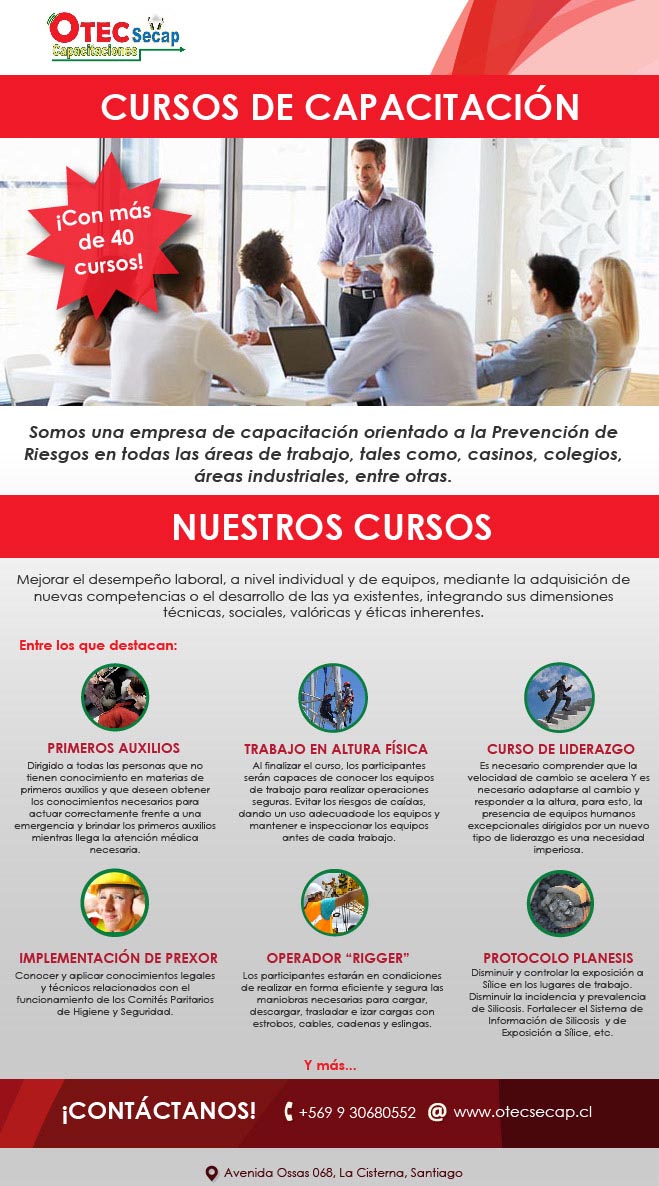 OTEC Secap
Capacitaciones
CURSOS DE CAPACITACIÓN
¡Con más
de 40
cursos!
Somos una empresa de capacitación orientado a la Prevención de
Riesgos en todas las áreas de trabajo, tales como, casinos, colegios,
áreas industriales, entre otras.
NUESTROS CURSOS
Mejorar el desempeño laboral, a nivel individual y de equipos, mediante la adquisición de
nuevas competencias o el desarrollo de las ya existentes, integrando sus dimensiones
técnicas, sociales, valóricas y éticas inherentes.
Entre los que destacan:
PRIMEROS AUXILIOS
Dirigido a todas las personas que no
tienen conocimiento en materias de
primeros auxilios y que deseen obtener
los conocimientos necesarios para
actuar correctamente frente a una
emergencia y brindar los primeros auxilios
mientras llega la atención médica
necesaria.
TRABAJO EN ALTURA FÍSICA
Al finalizar el curso, los participantes
serán capaces de conocer los equipos
de trabajo para realizar operaciones
seguras. Evitar los riesgos de caídas,
dando un uso adecuadode los equipos y
mantener e inspeccionar los equipos
antes de cada trabajo.
CURSO DE LIDERAZGO
Es necesario comprender que la
velocidad de cambio se acelera Y es
necesario adaptarse al cambio y
responder a la altura, para esto, la
presencia de equipos humanos
excepcionales dirigidos por un nuevo
tipo de liderazgo es una necesidad
imperiosa.
IMPLEMENTACIÓN DE PREXOR
Conocer y aplicar conocimientos legales
y técnicos relacionados con el
funcionamiento de los Comités Paritarios
de Higiene y Seguridad.
OPERADOR “RIGGER”
Los participantes estarán en condiciones
de realizar en forma eficiente y segura las
maniobras necesarias para cargar,
descargar, trasladar e izar cargas con
estrobos, cables, cadenas y eslingas.
PROTOCOLO PLANESIS
Disminuir y controlar la exposición a
Sílice en los lugares de trabajo.
Disminuir la incidencia y prevalencia
de Silicosis. Fortalecer el Sistema de
Información de Silicosis y de
Exposición a Sílice, etc.
Y más...
¡CONTÁCTANOS! +569 9 30680552 @ www.otecsecap.cl
Avenida Ossas 068, La Cisterna, Santiago